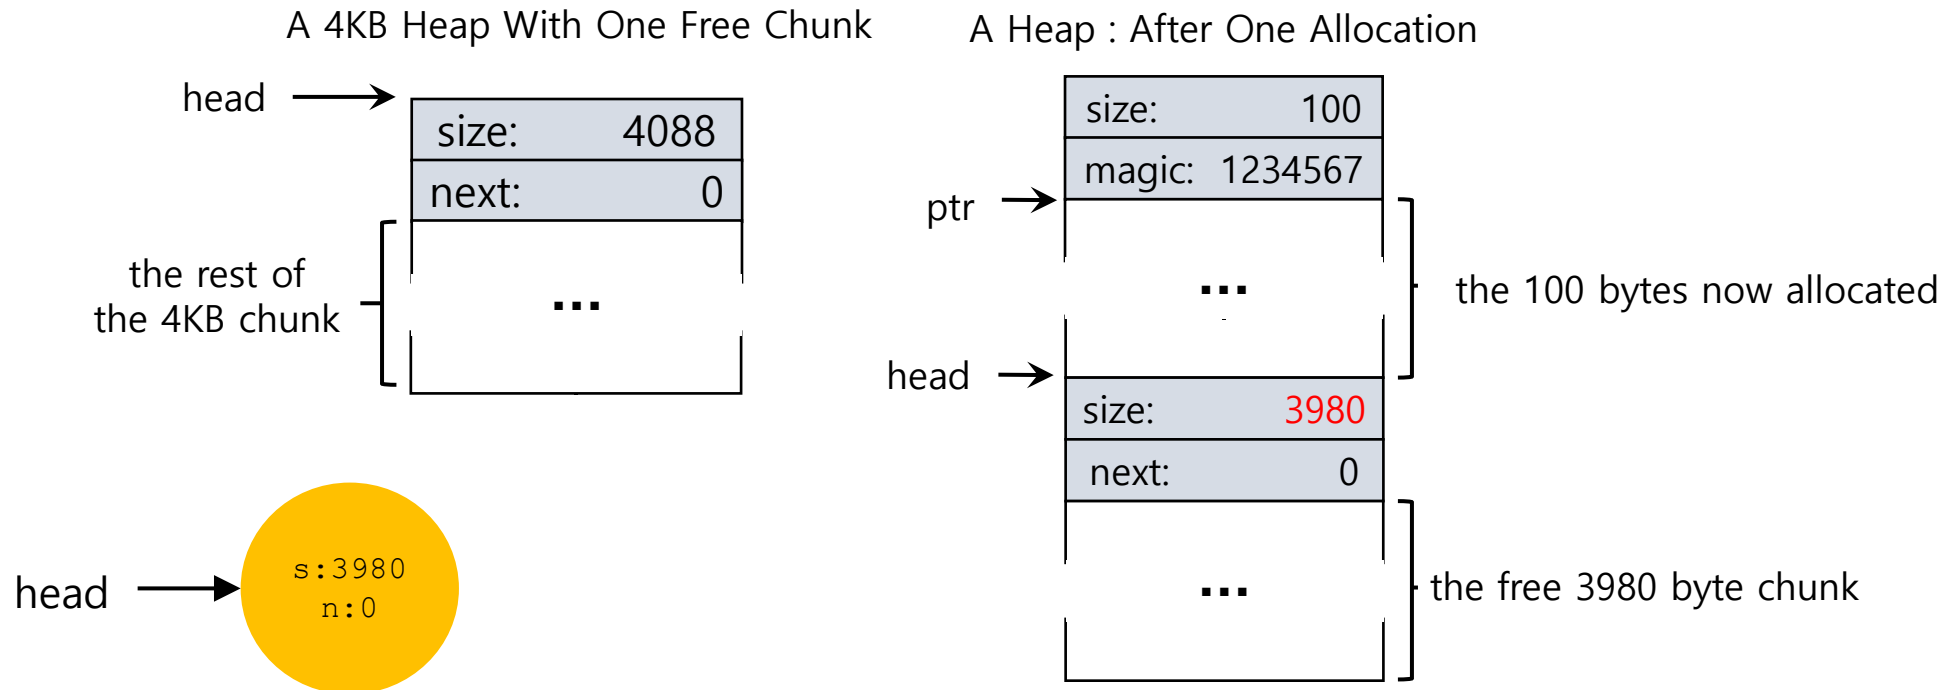 A 4KB Heap With One Free Chunk
head
size: 4088
next: 0
the rest of
the 4KB chunk
...
head
s:3980
n:0
A Heap : After One Allocation
size: 100
magic: 1234567
ptr
...
the 100 bytes now allocated
head
size: 3980
next: 0
...
the free 3980 byte chunk